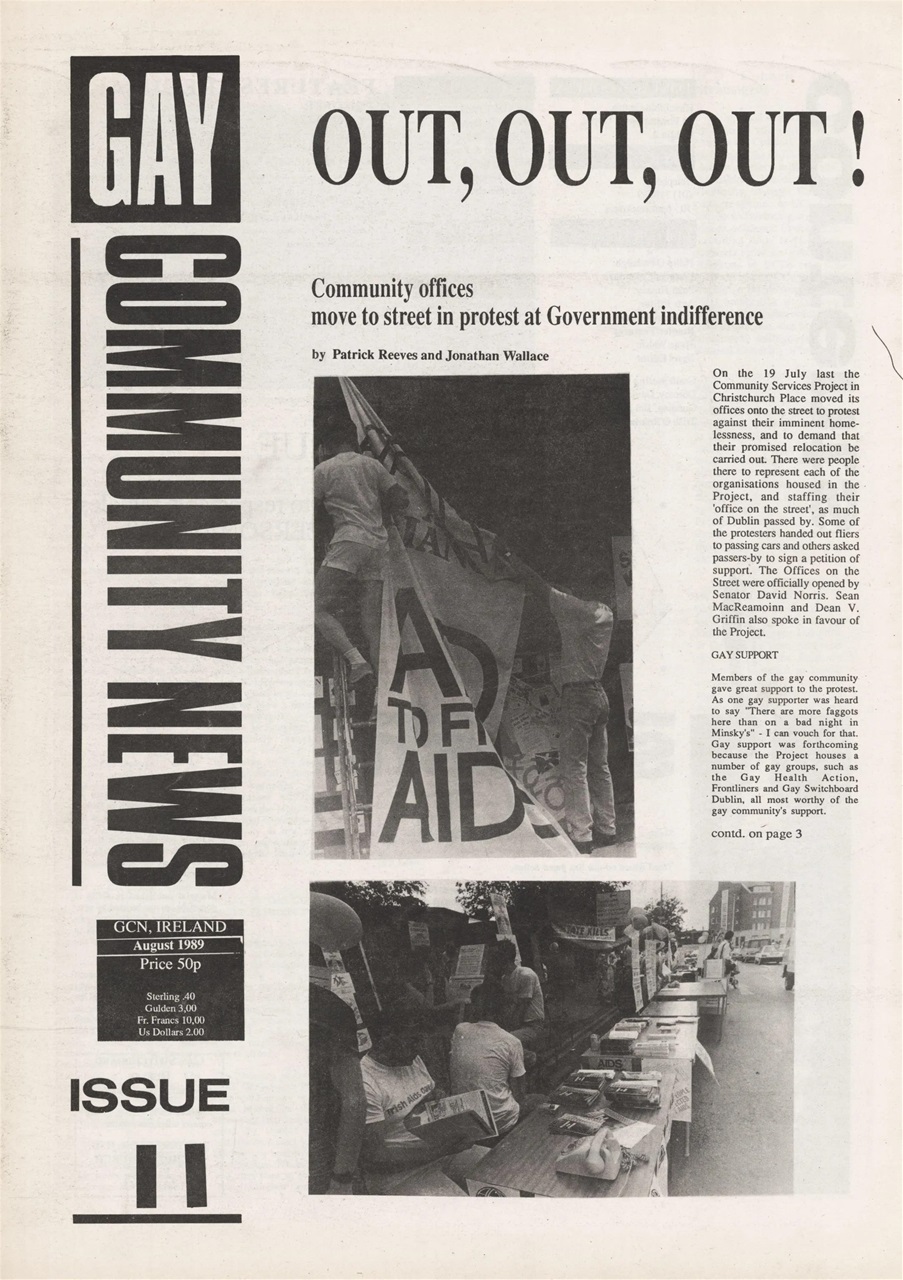 GAY
COMMUNITY NEWS
OUT, OUT, OUT !
Community offices
move to street in protest at Government indifference
by Patrick Reeves and Jonathan Wallace
On the 19 July last the
Community Services Project in
Christchurch Place moved its
offices onto the street to protest
against their imminent home-
lessness, and to demand that
their promised relocation be
carried out. There were people
there to represent each of the
organisations housed in the
Project, and staffing their
'office on the street', as much
of Dublin passed by. Some of
the protesters handed out fliers
to passing cars and others asked
passers-by to sign a petition of
support. The Offices on the
Street were officially opened by
Senator David Norris. Sean
MacReamoinn and Dean V.
Griffin also spoke in favour of
the Project.
GAY SUPPORT
Members of the gay community
gave great support to the protest.
As one gay supporter was heard
to say "There are more faggots
here than on a bad night in
Minsky's" - I can vouch for that.
Gay support was forthcoming
because the Project houses a
number of gay groups, such as
the Gay Health Action,
Frontliners and Gay Switchboard
Dublin, all most worthy of the
gay community's support.
contd. on page 3
A
TO FI
AIDS
KILLS
AIDS
GCN, IRELAND
August 1989
Price 50p
Sterling .40
Gulden 3,00
Fr. Francs 10,00
Us Dollars 2.00
ISSUE
11